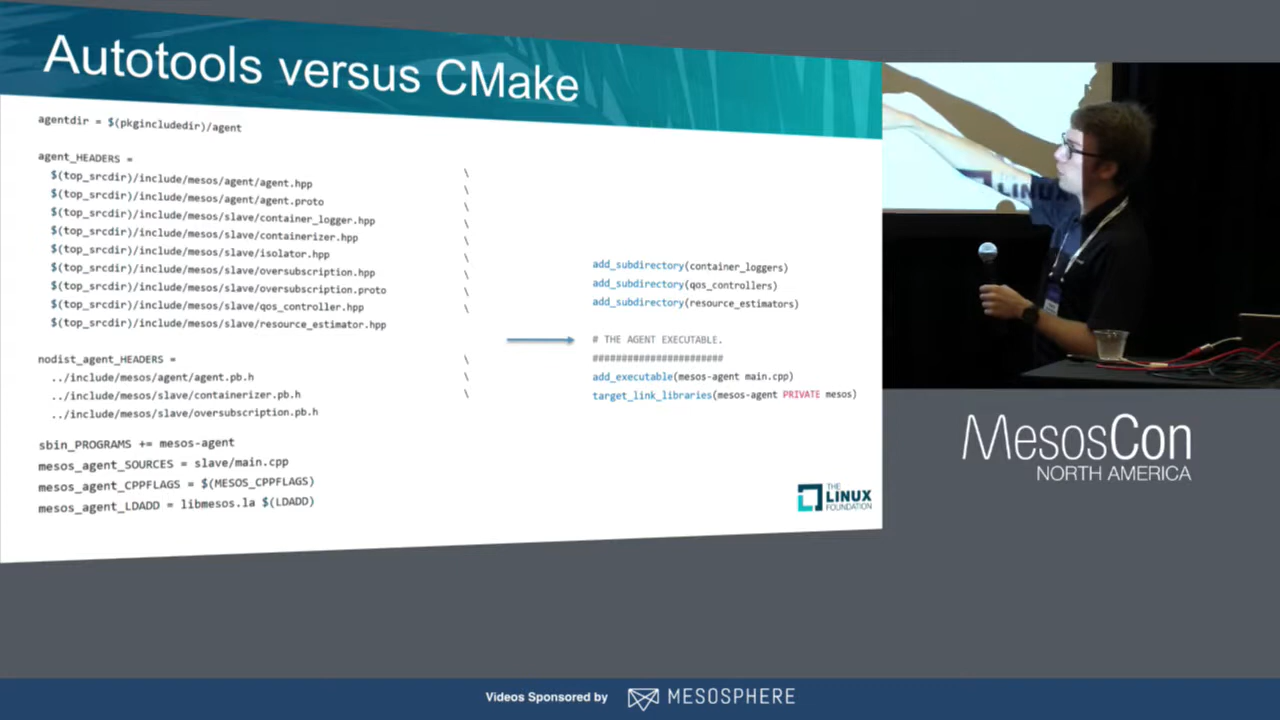 Autotools versus CMake
agentdir = $(pkgincludedir)/agent
agent_HEADERS = \
$(top_srcdir)/include/mesos/agent/agent.hpp \
$(top_srcdir)/include/mesos/agent/agent.proto \
$(top_srcdir)/include/mesos/slave/container_logger.hpp \
$(top_srcdir)/include/mesos/slave/containerizer.hpp \
$(top_srcdir)/include/mesos/slave/isolator.hpp \
$(top_srcdir)/include/mesos/slave/oversubscription.hpp \
$(top_srcdir)/include/mesos/slave/oversubscription.proto \
$(top_srcdir)/include/mesos/slave/qos_controller.hpp \
$(top_srcdir)/include/mesos/slave/resource_estimator.hpp
nodist_agent_HEADERS = \
../include/mesos/agent/agent.pb.h \
../include/mesos/slave/containerizer.pb.h \
../include/mesos/slave/oversubscription.pb.h
sbin_PROGRAMS += mesos-agent
mesos_agent_SOURCES = slave/main.cpp
mesos_agent_CPPFLAGS = $(MESOS_CPPFLAGS)
mesos_agent_LDADD = libmesos.la $(LDADD)
add_subdirectory(container_loggers)
add_subdirectory(qos_controllers)
add_subdirectory(resource_estimators)
# THE AGENT EXECUTABLE.
#######################
add_executable(mesos-agent main.cpp)
target_link_libraries(mesos-agent PRIVATE mesos)
THE
LINUX
FOUNDATION
LINUX
MesosCon
NORTH AMERICA
Videos Sponsored by MESOSPHERE